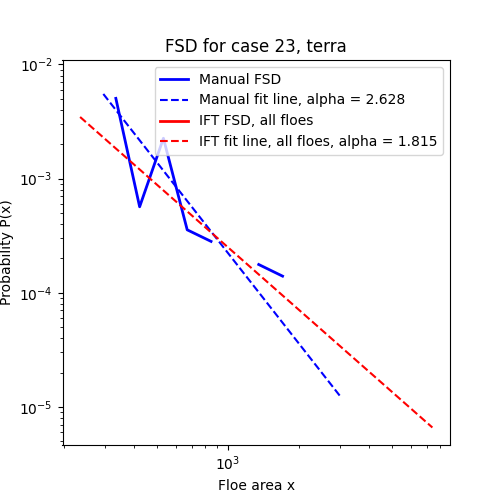 FSD for case 23, terra
Manual FSD
Manual fit line, alpha = 2.628
IFT FSD, all floes
IFT fit line, all floes, alpha = 1.815
Probability P(x)
10⁻²
10⁻³
10⁻⁴
10⁻⁵
10³
Floe area x